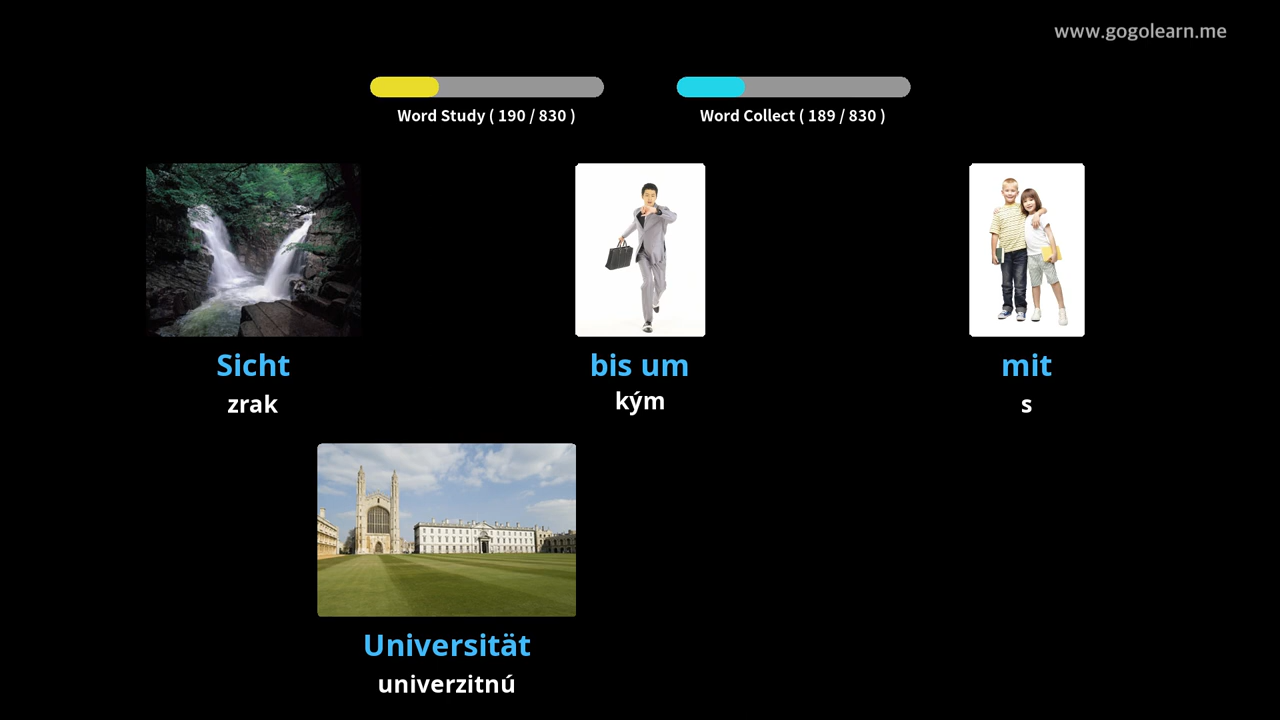 www.gogolearn.me
Word Study ( 190 / 830 )
Word Collect ( 189 / 830 )
Sicht
zrak
bis um
kým
mit
s
Universität
univerzitnú